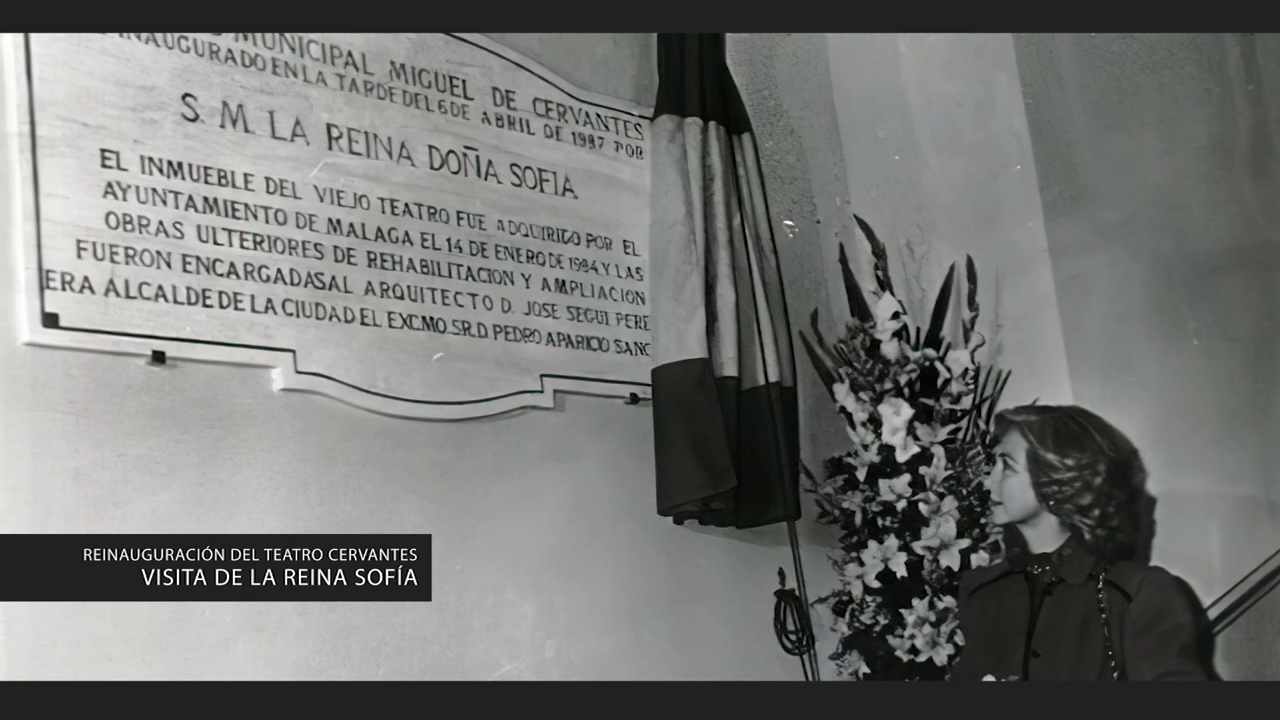 MUNICIPAL MIGUEL DE CERVANTES
INAUGURADO EN LA TARDE DEL 6 DE ABRIL DE 1987 POR
S. M. LA REINA DOÑA SOFIA
EL INMUEBLE DEL VIEJO TEATRO FUE ADQUIRIDO POR EL
AYUNTAMIENTO DE MALAGA EL 14 DE ENERO DE 1984 Y LAS
OBRAS ULTERIORES DE REHABILITACION Y AMPLIACION
FUERON ENCARGADAS AL ARQUITECTO D. JOSE SEGUI PERE
ERA ALCALDE DE LA CIUDAD EL EXCMO. SR. D. PEDRO APARICIO SANC
REINAUGURACIÓN DEL TEATRO CERVANTES
VISITA DE LA REINA SOFÍA